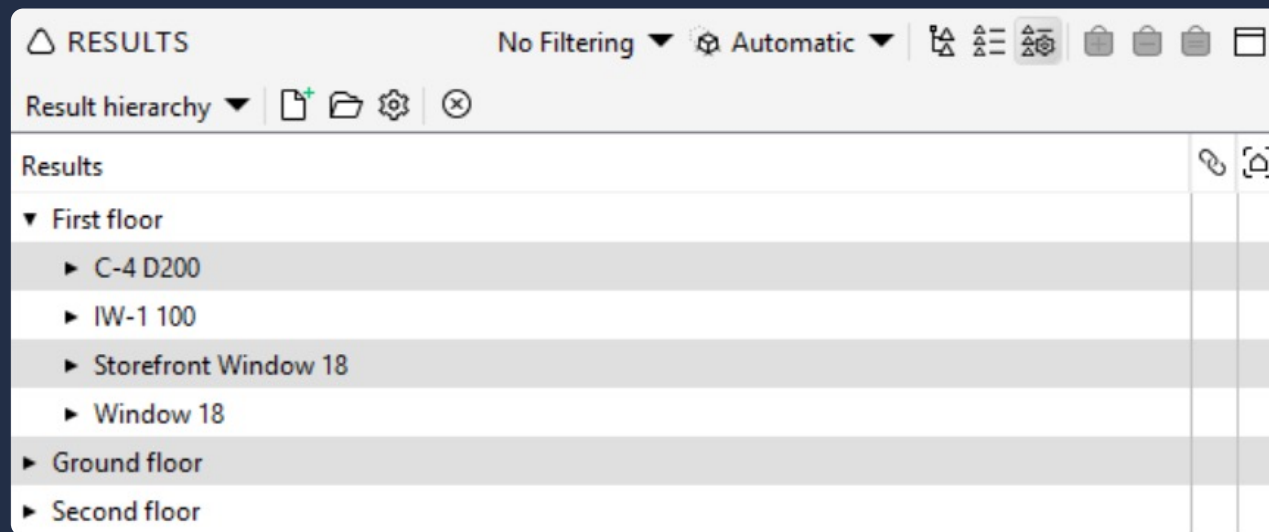 RESULTS No Filtering Automatic
Result hierarchy
Results
First floor
C-4 D200
IW-1 100
Storefront Window 18
Window 18
Ground floor
Second floor